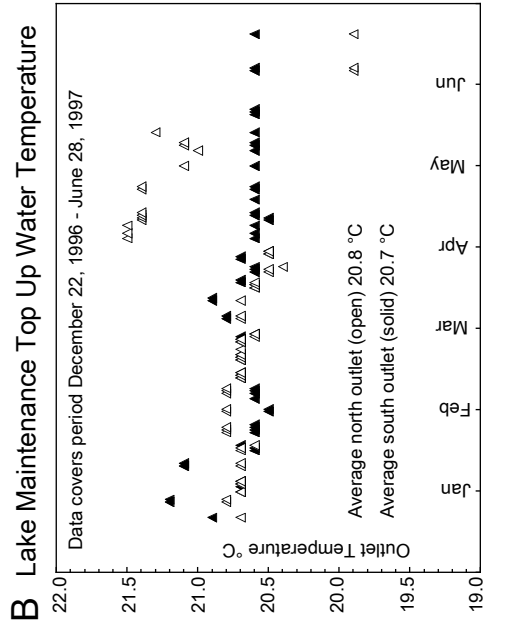 B Lake Maintenance Top Up Water Temperature
Data covers period December 22, 1996 - June 28, 1997
22.0
21.5
21.0
20.5
20.0
19.5
19.0
Outlet Temperature °C
Average north outlet (open) 20.8 °C
Average south outlet (solid) 20.7 °C
Jan
Feb
Mar
Apr
May
Jun